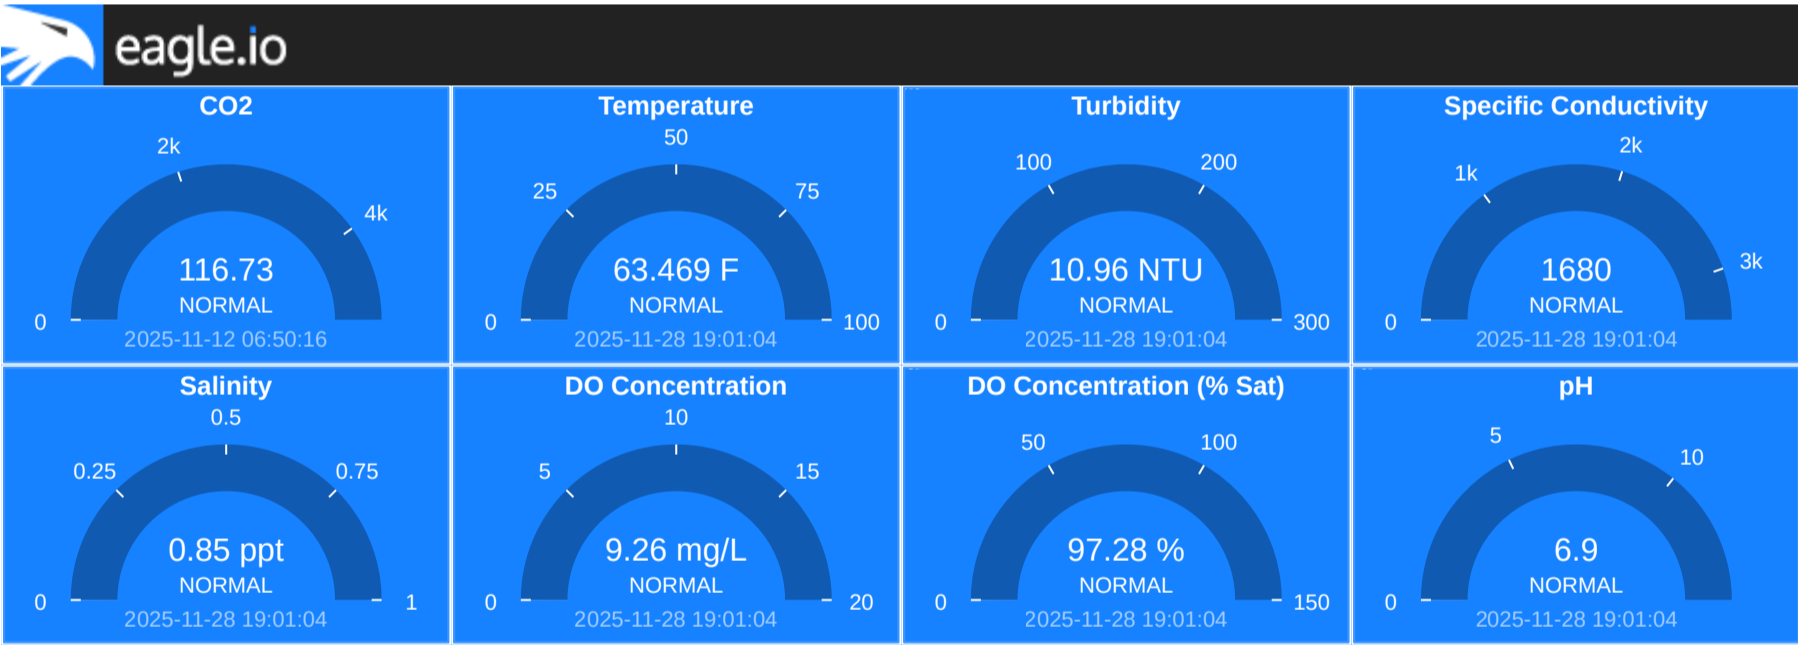 eagle.io
CO2
2k
4k
0
116.73
NORMAL
2025-11-12 06:50:16
Temperature
50
25
75
0
100
63.469 F
NORMAL
2025-11-28 19:01:04
Turbidity
100
200
0
300
10.96 NTU
NORMAL
2025-11-28 19:01:04
Specific Conductivity
2k
1k
3k
0
1680
NORMAL
2025-11-28 19:01:04
Salinity
0.5
0.25
0.75
0
1
0.85 ppt
NORMAL
2025-11-28 19:01:04
DO Concentration
10
5
15
0
20
9.26 mg/L
NORMAL
2025-11-28 19:01:04
DO Concentration (% Sat)
50
100
0
150
97.28 %
NORMAL
2025-11-28 19:01:04
pH
5
10
0
6.9
NORMAL
2025-11-28 19:01:04